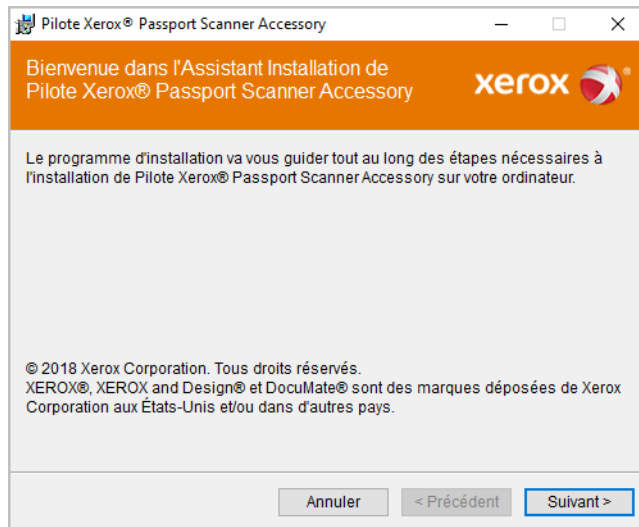 Pilote Xerox® Passport Scanner Accessory
Bienvenue dans l'Assistant Installation de
Pilote Xerox® Passport Scanner Accessory
xerox ®
Le programme d'installation va vous guider tout au long des étapes nécessaires à
l'installation de Pilote Xerox® Passport Scanner Accessory sur votre ordinateur.
© 2018 Xerox Corporation. Tous droits réservés.
XEROX®, XEROX and Design® et DocuMate® sont des marques déposées de Xerox
Corporation aux États-Unis et/ou dans d'autres pays.
Annuler < Précédent Suivant >